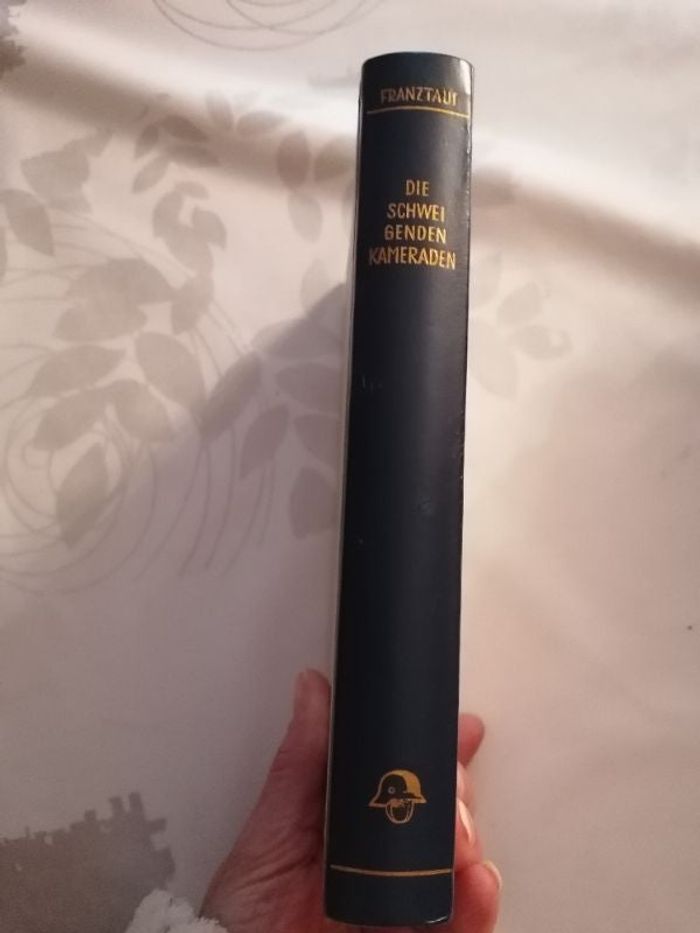 FRANZTAUT
DIE
SCHWEI
GENDEN
KAMERADEN